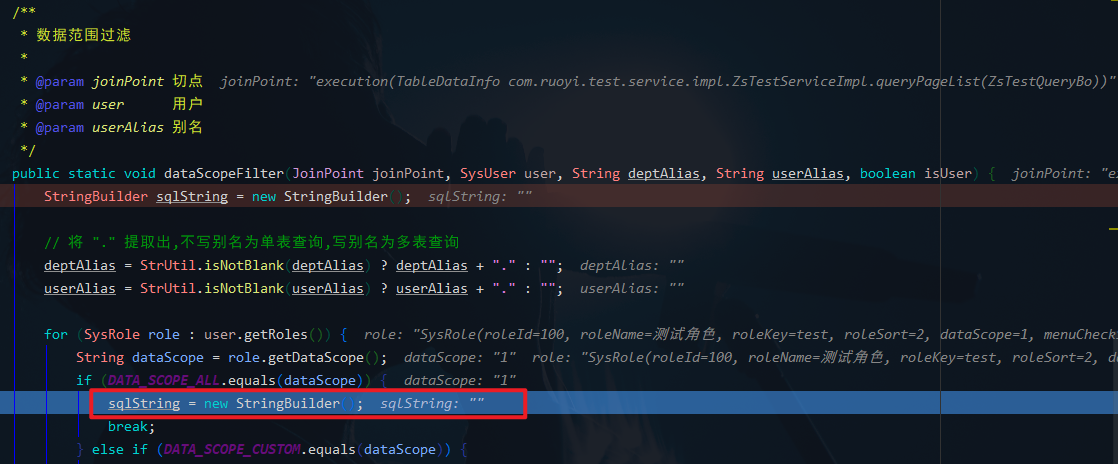 /**
* 数据范围过滤
*
* @param joinPoint 切点 joinPoint: "execution(TableDataInfo com.ruoyi.test.service.impl.ZsTestServiceImpl.queryPageList(ZsTestQueryBo))"
* @param user 用户
* @param userAlias 别名
*/
public static void dataScopeFilter(JoinPoint joinPoint, SysUser user, String deptAlias, String userAlias, boolean isUser) { joinPoint: "ex
StringBuilder sqlString = new StringBuilder(); sqlString: ""
// 将 "." 提取出,不写别名为单表查询,写别名为多表查询
deptAlias = StrUtil.isNotBlank(deptAlias) ? deptAlias + "." : ""; deptAlias: ""
userAlias = StrUtil.isNotBlank(userAlias) ? userAlias + "." : ""; userAlias: ""
for (SysRole role : user.getRoles()) { role: "SysRole(roleId=100, roleName=测试角色, roleKey=test, roleSort=2, dataScope=1, menuCheck
String dataScope = role.getDataScope(); dataScope: "1" role: "SysRole(roleId=100, roleName=测试角色, roleKey=test, roleSort=2, da
if (DATA_SCOPE_ALL.equals(dataScope)) { dataScope: "1"
sqlString = new StringBuilder(); sqlString: ""
break;
} else if (DATA_SCOPE_CUSTOM.equals(dataScope)) {